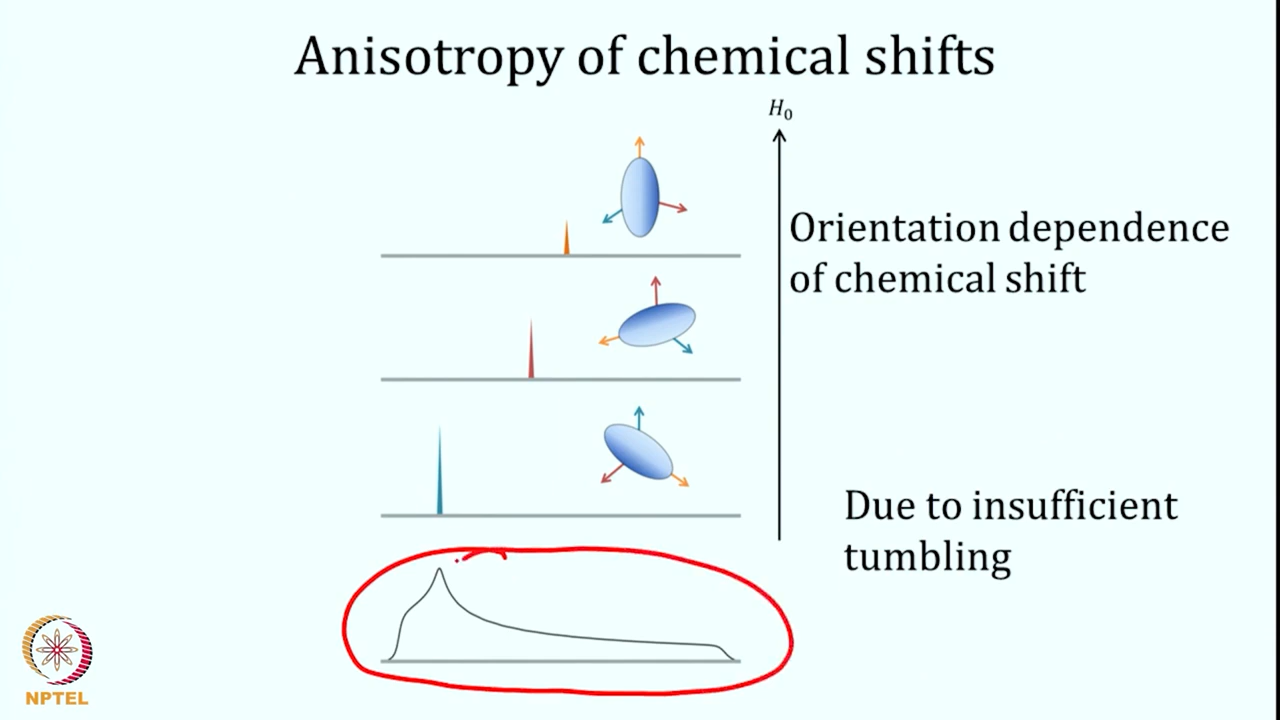 Anisotropy of chemical shifts
H₀
Orientation dependence
of chemical shift
Due to insufficient
tumbling
NPTEL